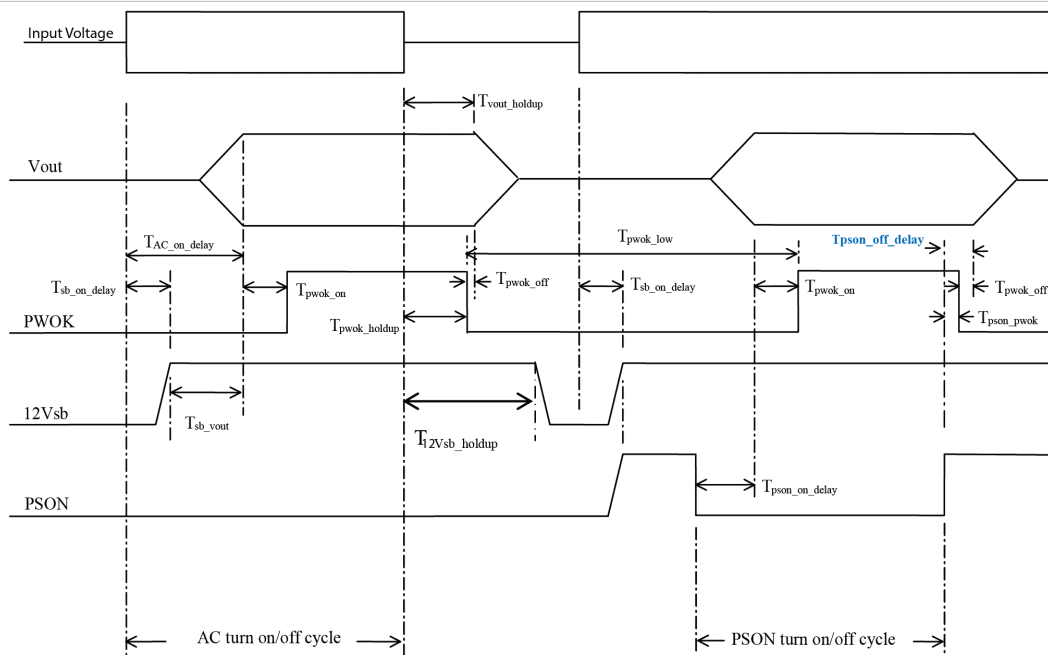 Input Voltage
Tvout_holdup
Vout
TAC_on_delay
Tpwok_low
Tpson_off_delay
Tsb_on_delay
Tpwok_on
Tpwok_off
Tsb_on_delay
Tpwok_on
Tpwok_off
PWOK
Tpwok_holdup
Tpson_pwok
12Vsb
Tsb_vout
T12Vsb_holdup
PSON
Tpson_on_delay
AC turn on/off cycle
PSON turn on/off cycle